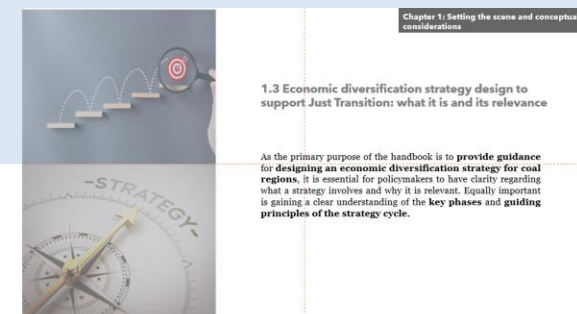 Chapter 1: Setting the scene and conceptua
considerations
1.3 Economic diversification strategy design to
support Just Transition: what it is and its relevance
As the primary purpose of the handbook is to provide guidance
for designing an economic diversification strategy for coal
regions, it is essential for policymakers to have clarity regarding
what a strategy involves and why it is relevant. Equally important
is gaining a clear understanding of the key phases and guiding
principles of the strategy cycle.
-STRATEGY-